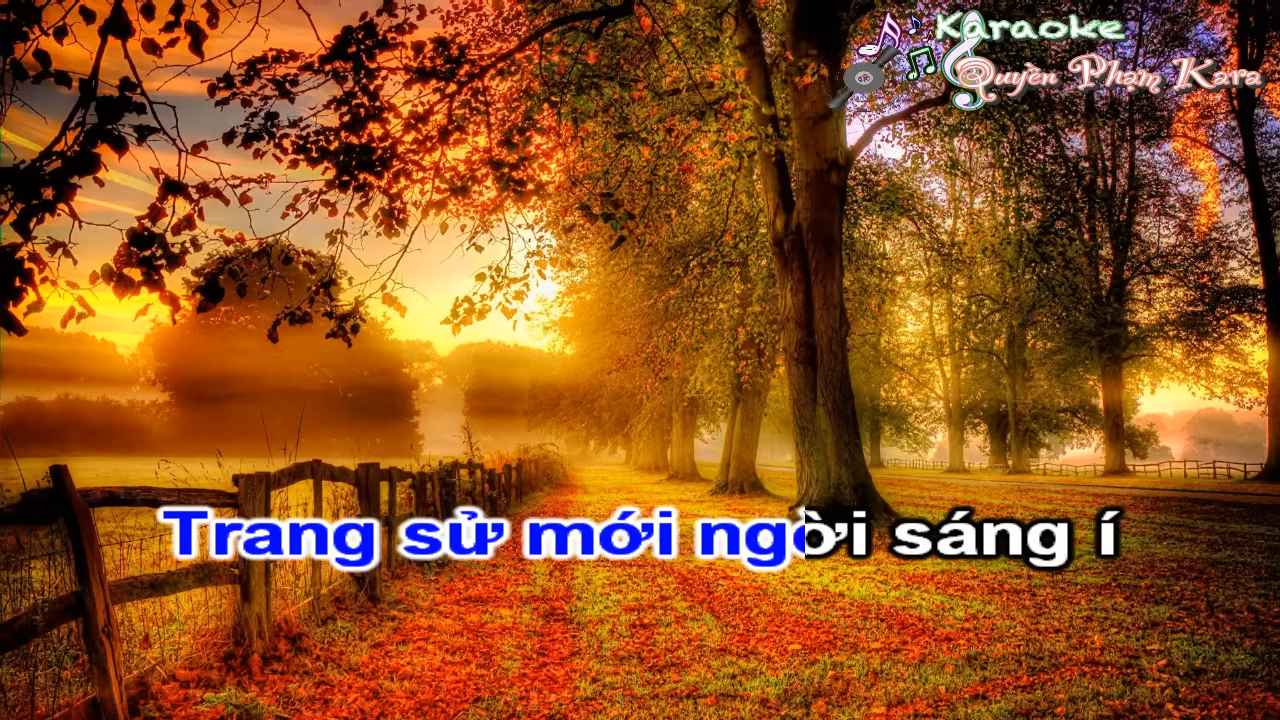 Karaoke
Quyền Phạm Kara
Trang sử mới ngời sáng í